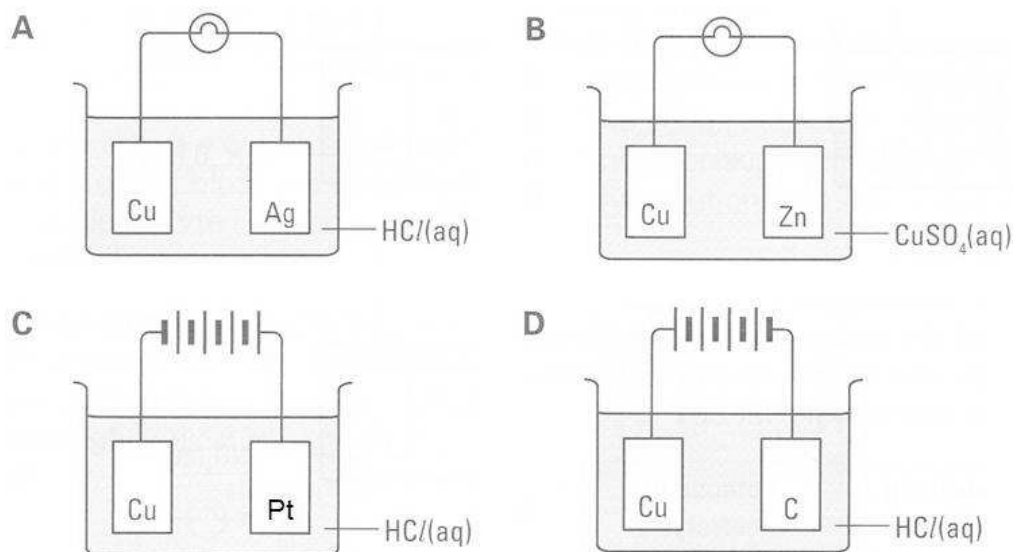 A
B
Cu
Ag
HCl(aq)
Cu
Zn
CuSO₄(aq)
C
D
Cu
Pt
HCl(aq)
Cu
C
HCl(aq)